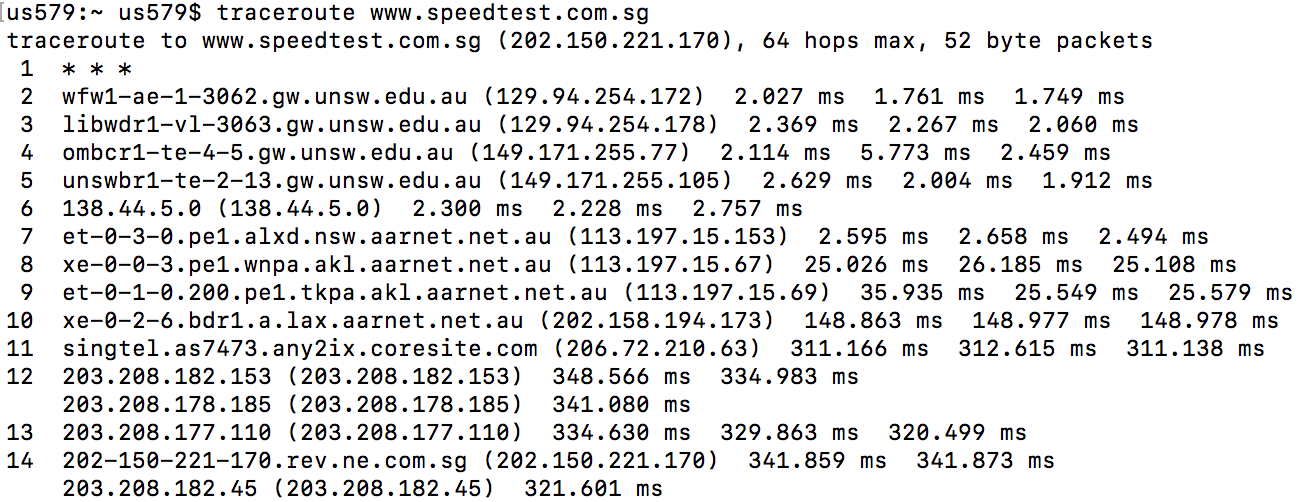 us579:~ us579$ traceroute www.speedtest.com.sg
traceroute to www.speedtest.com.sg (202.150.221.170), 64 hops max, 52 byte packets
 1  * * *
 2  wfw1-ae-1-3062.gw.unsw.edu.au (129.94.254.172)  2.027 ms  1.761 ms  1.749 ms
 3  libwdr1-vl-3063.gw.unsw.edu.au (129.94.254.178)  2.369 ms  2.267 ms  2.060 ms
 4  ombcr1-te-4-5.gw.unsw.edu.au (149.171.255.77)  2.114 ms  5.773 ms  2.459 ms
 5  unswbr1-te-2-13.gw.unsw.edu.au (149.171.255.105)  2.629 ms  2.004 ms  1.912 ms
 6  138.44.5.0 (138.44.5.0)  2.300 ms  2.228 ms  2.757 ms
 7  et-0-3-0.pe1.alxd.nsw.aarnet.net.au (113.197.15.153)  2.595 ms  2.658 ms  2.494 ms
 8  xe-0-0-3.pe1.wnpa.akl.aarnet.net.au (113.197.15.67)  25.026 ms  26.185 ms  25.108 ms
 9  et-0-1-0.200.pe1.tkpa.akl.aarnet.net.au (113.197.15.69)  35.935 ms  25.549 ms  25.579 ms
10  xe-0-2-6.bdr1.a.lax.aarnet.net.au (202.158.194.173)  148.863 ms  148.977 ms  148.978 ms
11  singtel.as7473.any2ix.coresite.com (206.72.210.63)  311.166 ms  312.615 ms  311.138 ms
12  203.208.182.153 (203.208.182.153)  348.566 ms  334.983 ms
    203.208.178.185 (203.208.178.185)  341.080 ms
13  203.208.177.110 (203.208.177.110)  334.630 ms  329.863 ms  320.499 ms
14  202-150-221-170.rev.ne.com.sg (202.150.221.170)  341.859 ms  341.873 ms
    203.208.182.45 (203.208.182.45)  321.601 ms